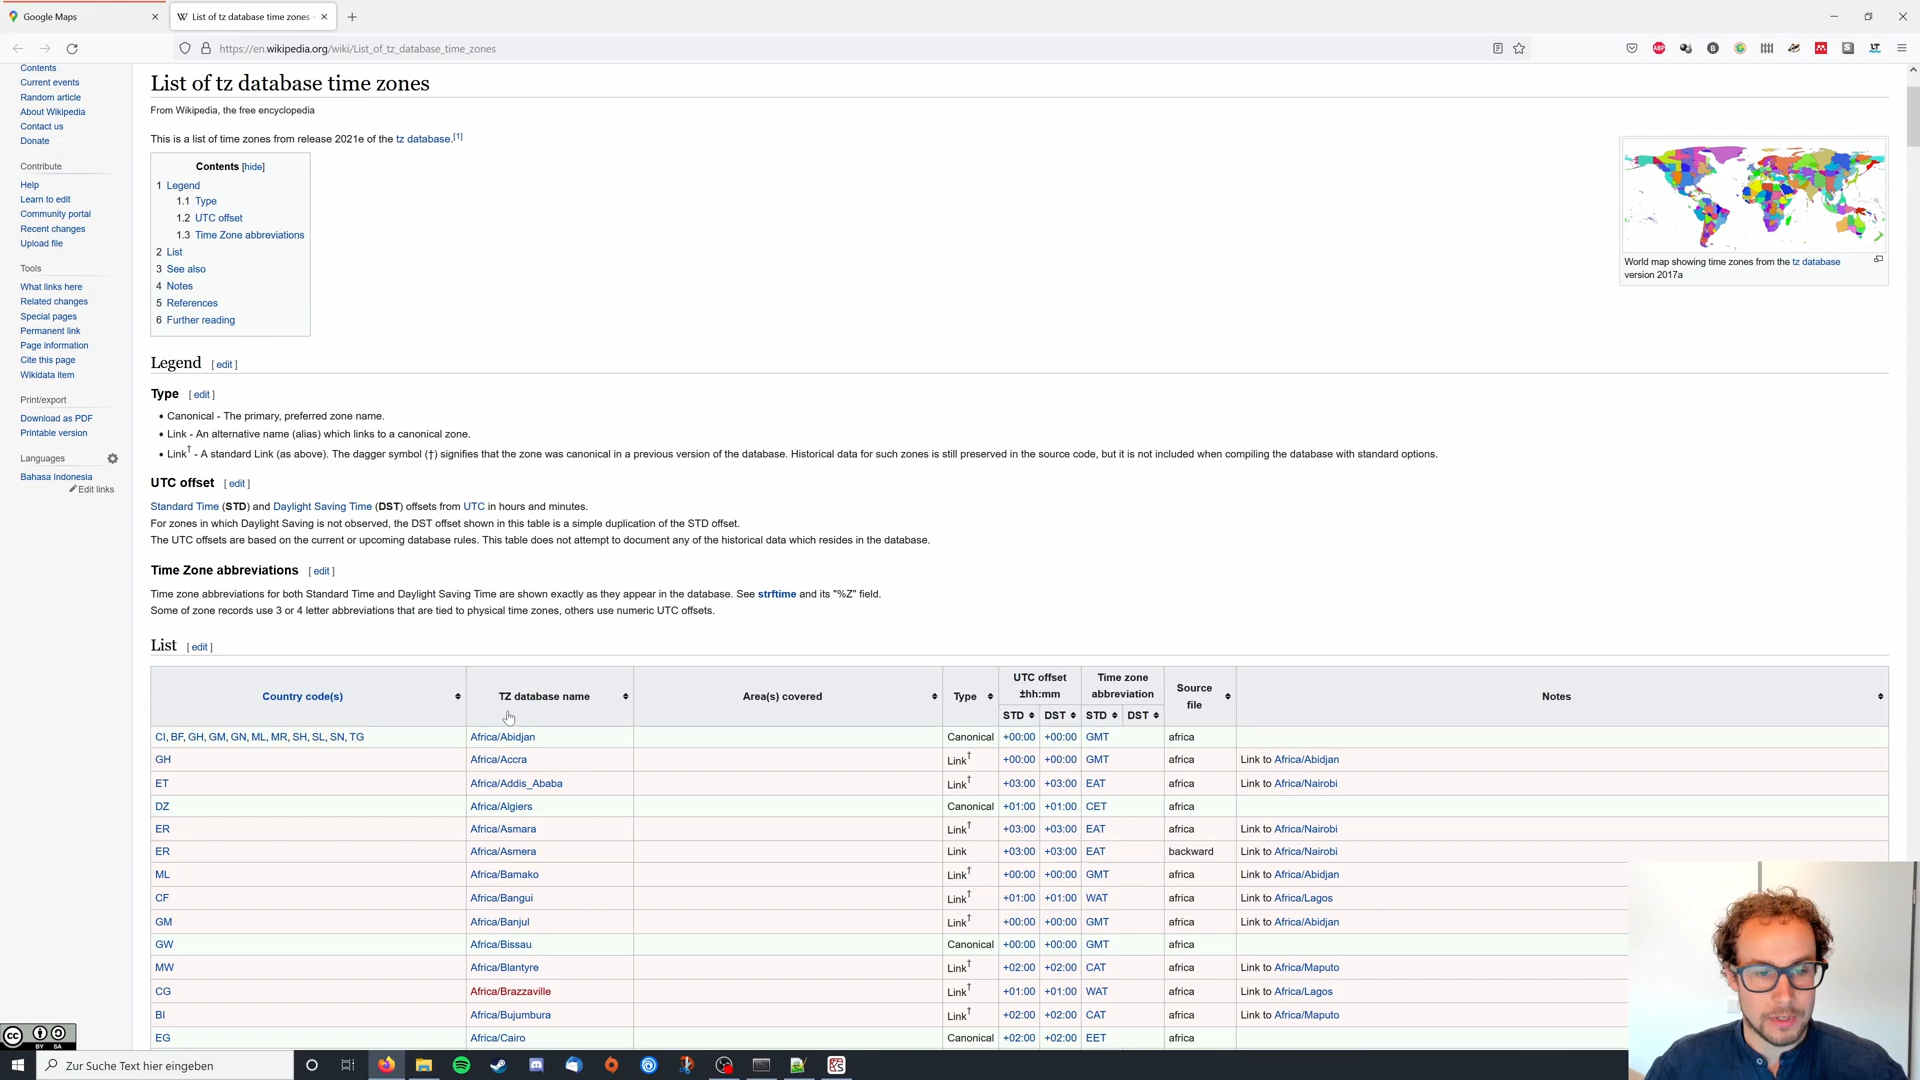 Google Maps
List of tz database time zones -
https://en.wikipedia.org/wiki/List_of_tz_database_time_zones
Contents
Current events
Random article
About Wikipedia
Contact us
Donate
Contribute
Help
Learn to edit
Community portal
Recent changes
Upload file
Tools
What links here
Related changes
Special pages
Permanent link
Page information
Cite this page
Wikidata item
Print/export
Download as PDF
Printable version
Languages
Bahasa Indonesia
Edit links
List of tz database time zones
From Wikipedia, the free encyclopedia
This is a list of time zones from release 2021e of the tz database.[1]
Contents [hide]
1 Legend
1.1 Type
1.2 UTC offset
1.3 Time Zone abbreviations
2 List
3 See also
4 Notes
5 References
6 Further reading
World map showing time zones from the tz database
version 2017a
Legend [ edit ]
Type [ edit ]
• Canonical - The primary, preferred zone name.
• Link - An alternative name (alias) which links to a canonical zone.
• Link† - A standard Link (as above). The dagger symbol (†) signifies that the zone was canonical in a previous version of the database. Historical data for such zones is still preserved in the source code, but it is not included when compiling the database with standard options.
UTC offset [ edit ]
Standard Time (STD) and Daylight Saving Time (DST) offsets from UTC in hours and minutes.
For zones in which Daylight Saving is not observed, the DST offset shown in this table is a simple duplication of the STD offset.
The UTC offsets are based on the current or upcoming database rules. This table does not attempt to document any of the historical data which resides in the database.
Time Zone abbreviations [ edit ]
Time zone abbreviations for both Standard Time and Daylight Saving Time are shown exactly as they appear in the database. See strftime and its "%Z" field.
Some of zone records use 3 or 4 letter abbreviations that are tied to physical time zones, others use numeric UTC offsets.
List [ edit ]
Country code(s) TZ database name Area(s) covered Type UTC offset ±hh:mm Time zone abbreviation Source file Notes
STD DST STD DST
CI, BF, GH, GM, GN, ML, MR, SH, SL, SN, TG Africa/Abidjan Canonical +00:00 +00:00 GMT africa
GH Africa/Accra Link† +00:00 +00:00 GMT africa Link to Africa/Abidjan
ET Africa/Addis_Ababa Link† +03:00 +03:00 EAT africa Link to Africa/Nairobi
DZ Africa/Algiers Canonical +01:00 +01:00 CET africa
ER Africa/Asmara Link† +03:00 +03:00 EAT africa Link to Africa/Nairobi
ER Africa/Asmera Link +03:00 +03:00 EAT backward Link to Africa/Nairobi
ML Africa/Bamako Link† +00:00 +00:00 GMT africa Link to Africa/Abidjan
CF Africa/Bangui Link† +01:00 +01:00 WAT africa Link to Africa/Lagos
GM Africa/Banjul Link† +00:00 +00:00 GMT africa Link to Africa/Abidjan
GW Africa/Bissau Canonical +00:00 +00:00 GMT africa
MW Africa/Blantyre Link† +02:00 +02:00 CAT africa Link to Africa/Maputo
CG Africa/Brazzaville Link† +01:00 +01:00 WAT africa Link to Africa/Lagos
BI Africa/Bujumbura Link† +02:00 +02:00 CAT africa Link to Africa/Maputo
EG Africa/Cairo Canonical +02:00 +02:00 EET africa
CC BY SA
Zur Suche Text hier eingeben